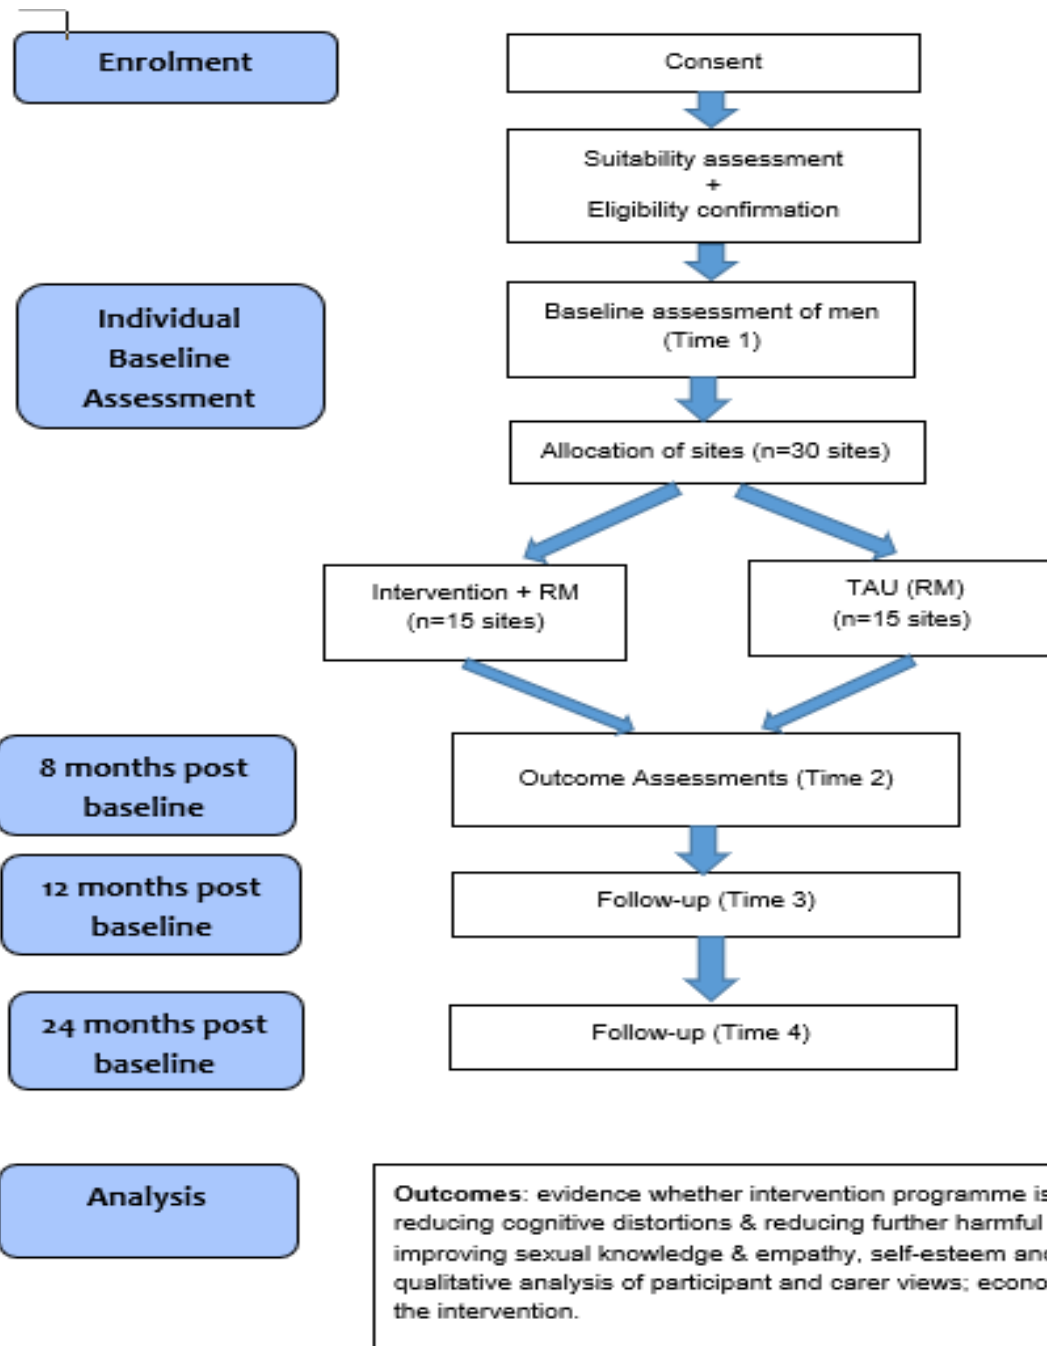 Enrolment
Consent
Suitability assessment
+
Eligibility confirmation
Individual
Baseline
Assessment
Baseline assessment of men
(Time 1)
Allocation of sites (n=30 sites)
Intervention + RM
(n=15 sites)
TAU (RM)
(n=15 sites)
8 months post
baseline
Outcome Assessments (Time 2)
12 months post
baseline
Follow-up (Time 3)
24 months post
baseline
Follow-up (Time 4)
Analysis
Outcomes: evidence whether intervention programme is
reducing cognitive distortions & reducing further harmful
improving sexual knowledge & empathy, self-esteem and
qualitative analysis of participant and carer views;
the intervention.